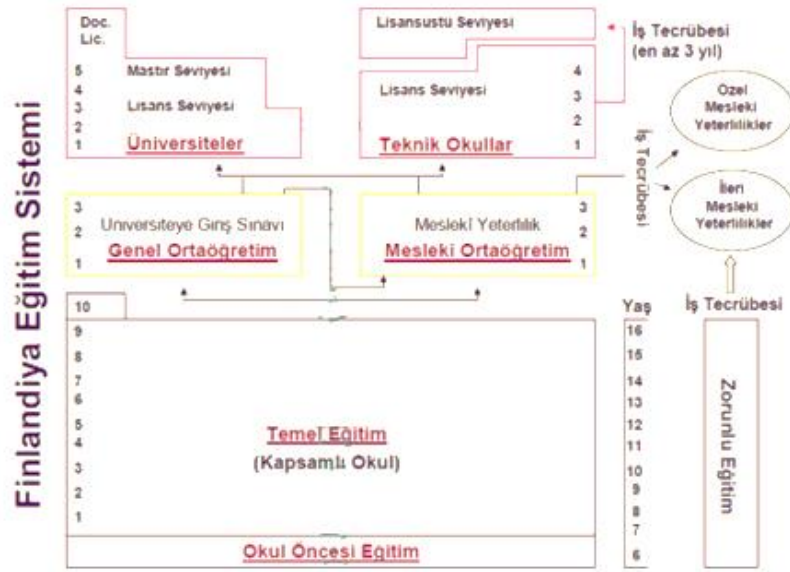 Finlandiya Eğitim Sistemi
Doc.
Lic.
5
4
3
2
1
Mastır Seviyesi
Lisans Seviyesi
Üniversiteler
Lisansüstü Seviyesi
Lisans Seviyesi
4
3
2
1
Teknik Okullar
İş Tecrübesi
(en az 3 yıl)
İş Tecrübesi
Özel
Mesleki
Yeterlilikler
İleri
Mesleki
Yeterlilikler
3
2
1
Üniversiteye Giriş Sınavı
Genel Ortaöğretim
Mesleki Yeterlilik
Mesleki Ortaöğretim
3
2
1
10
9
8
7
6
5
4
3
2
1
Temel Eğitim
(Kapsamlı Okul)
Okul Öncesi Eğitim
Yaş
16
15
14
13
12
11
10
9
8
7
6
İş Tecrübesi
Zorunlu Eğitim